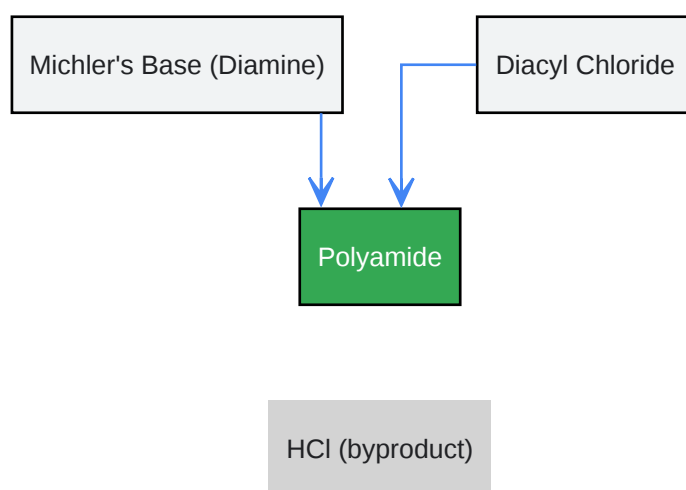 Michler's Base (Diamine)
Diacyl Chloride
Polyamide
HCl (byproduct)